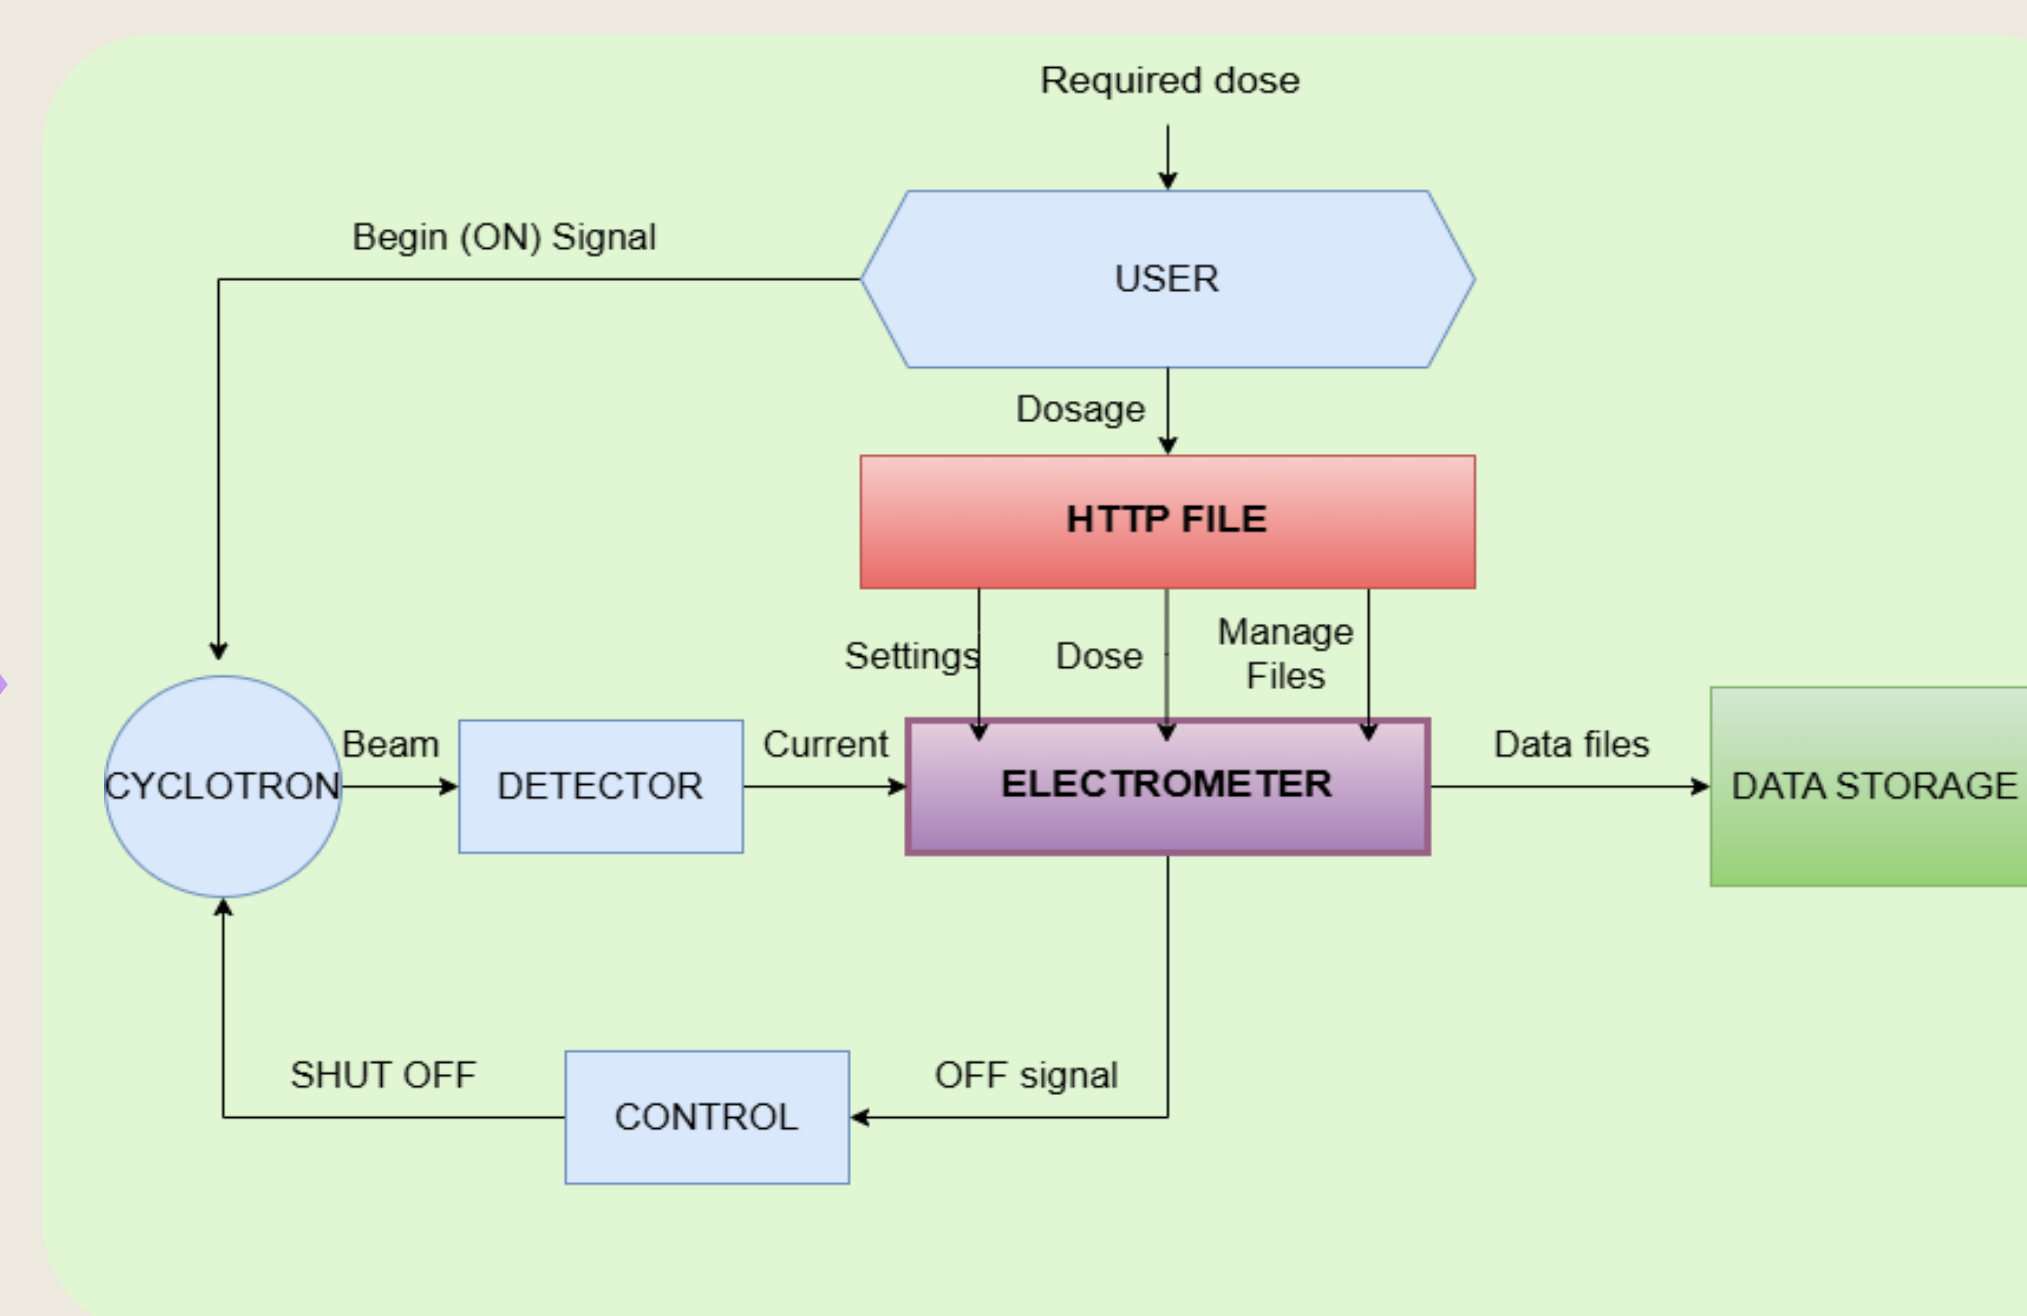 Required dose
Begin (ON) Signal
USER
Dosage
HTTP FILE
Settings
Dose
Manage
Files
CYCLOTRON
Beam
DETECTOR
Current
ELECTROMETER
Data files
DATA STORAGE
SHUT OFF
CONTROL
OFF signal